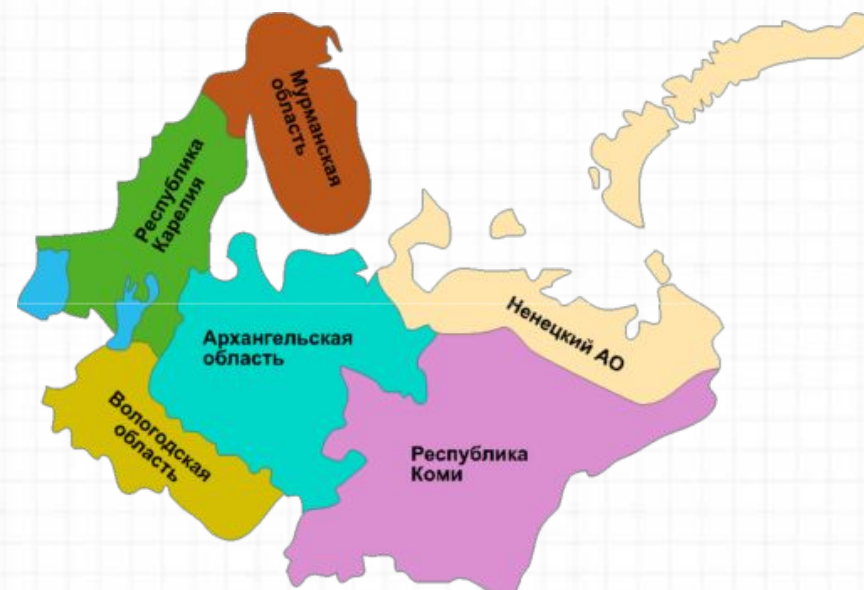 Мурманская
область
Республика
Карелия
Архангельская
область
Ненецкий АО
Вологодская
область
Республика
Коми